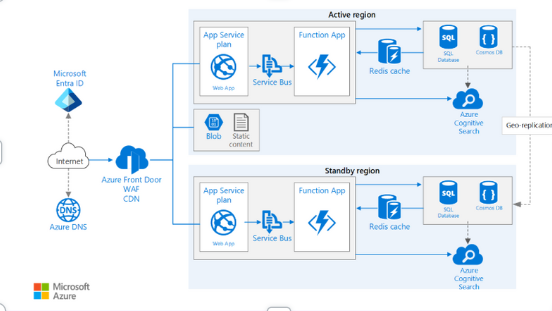 Active region
App Service
plan
Web App
Service Bus
Function App
Redis cache
SQL
Database
Cosmos DB
Azure
Cognitive
Search
Blob
Static
content
Microsoft
Entra ID
Internet
Azure Front Door
WAF
CDN
DNS
Azure DNS
Geo-replication
Standby region
App Service
plan
Web App
Service Bus
Function App
Redis cache
SQL
Database
Cosmos DB
Azure
Cognitive
Search
Microsoft
Azure